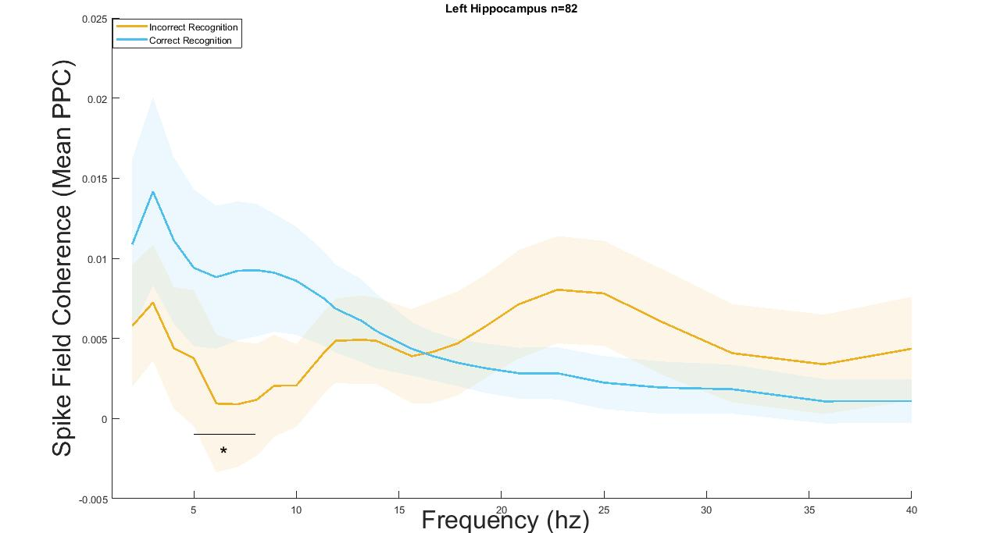 Left Hippocampus n=82
Incorrect Recognition
Correct Recognition
Spike Field Coherence (Mean PPC)
0.025
0.02
0.015
0.01
0.005
0
-0.005
*
5 10 15 20 25 30 35 40
Frequency (hz)